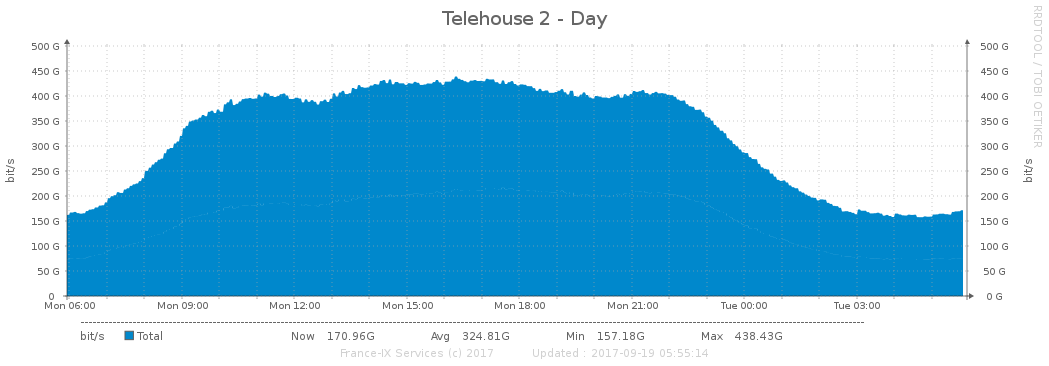 Telehouse 2 - Day
RRDTOOL / TOBI OETIKER
bit/s
500 G 500 G
450 G 450 G
400 G 400 G
350 G 350 G
300 G 300 G
250 G 250 G
200 G 200 G
150 G 150 G
100 G 100 G
50 G 50 G
0 0 G
bit/s
Mon 06:00 Mon 09:00 Mon 12:00 Mon 15:00 Mon 18:00 Mon 21:00 Tue 00:00 Tue 03:00
bit/s Total Now 170.96G Avg 324.81G Min 157.18G Max 438.43G
France-IX Services (c) 2017 Updated : 2017-09-19 05:55:14